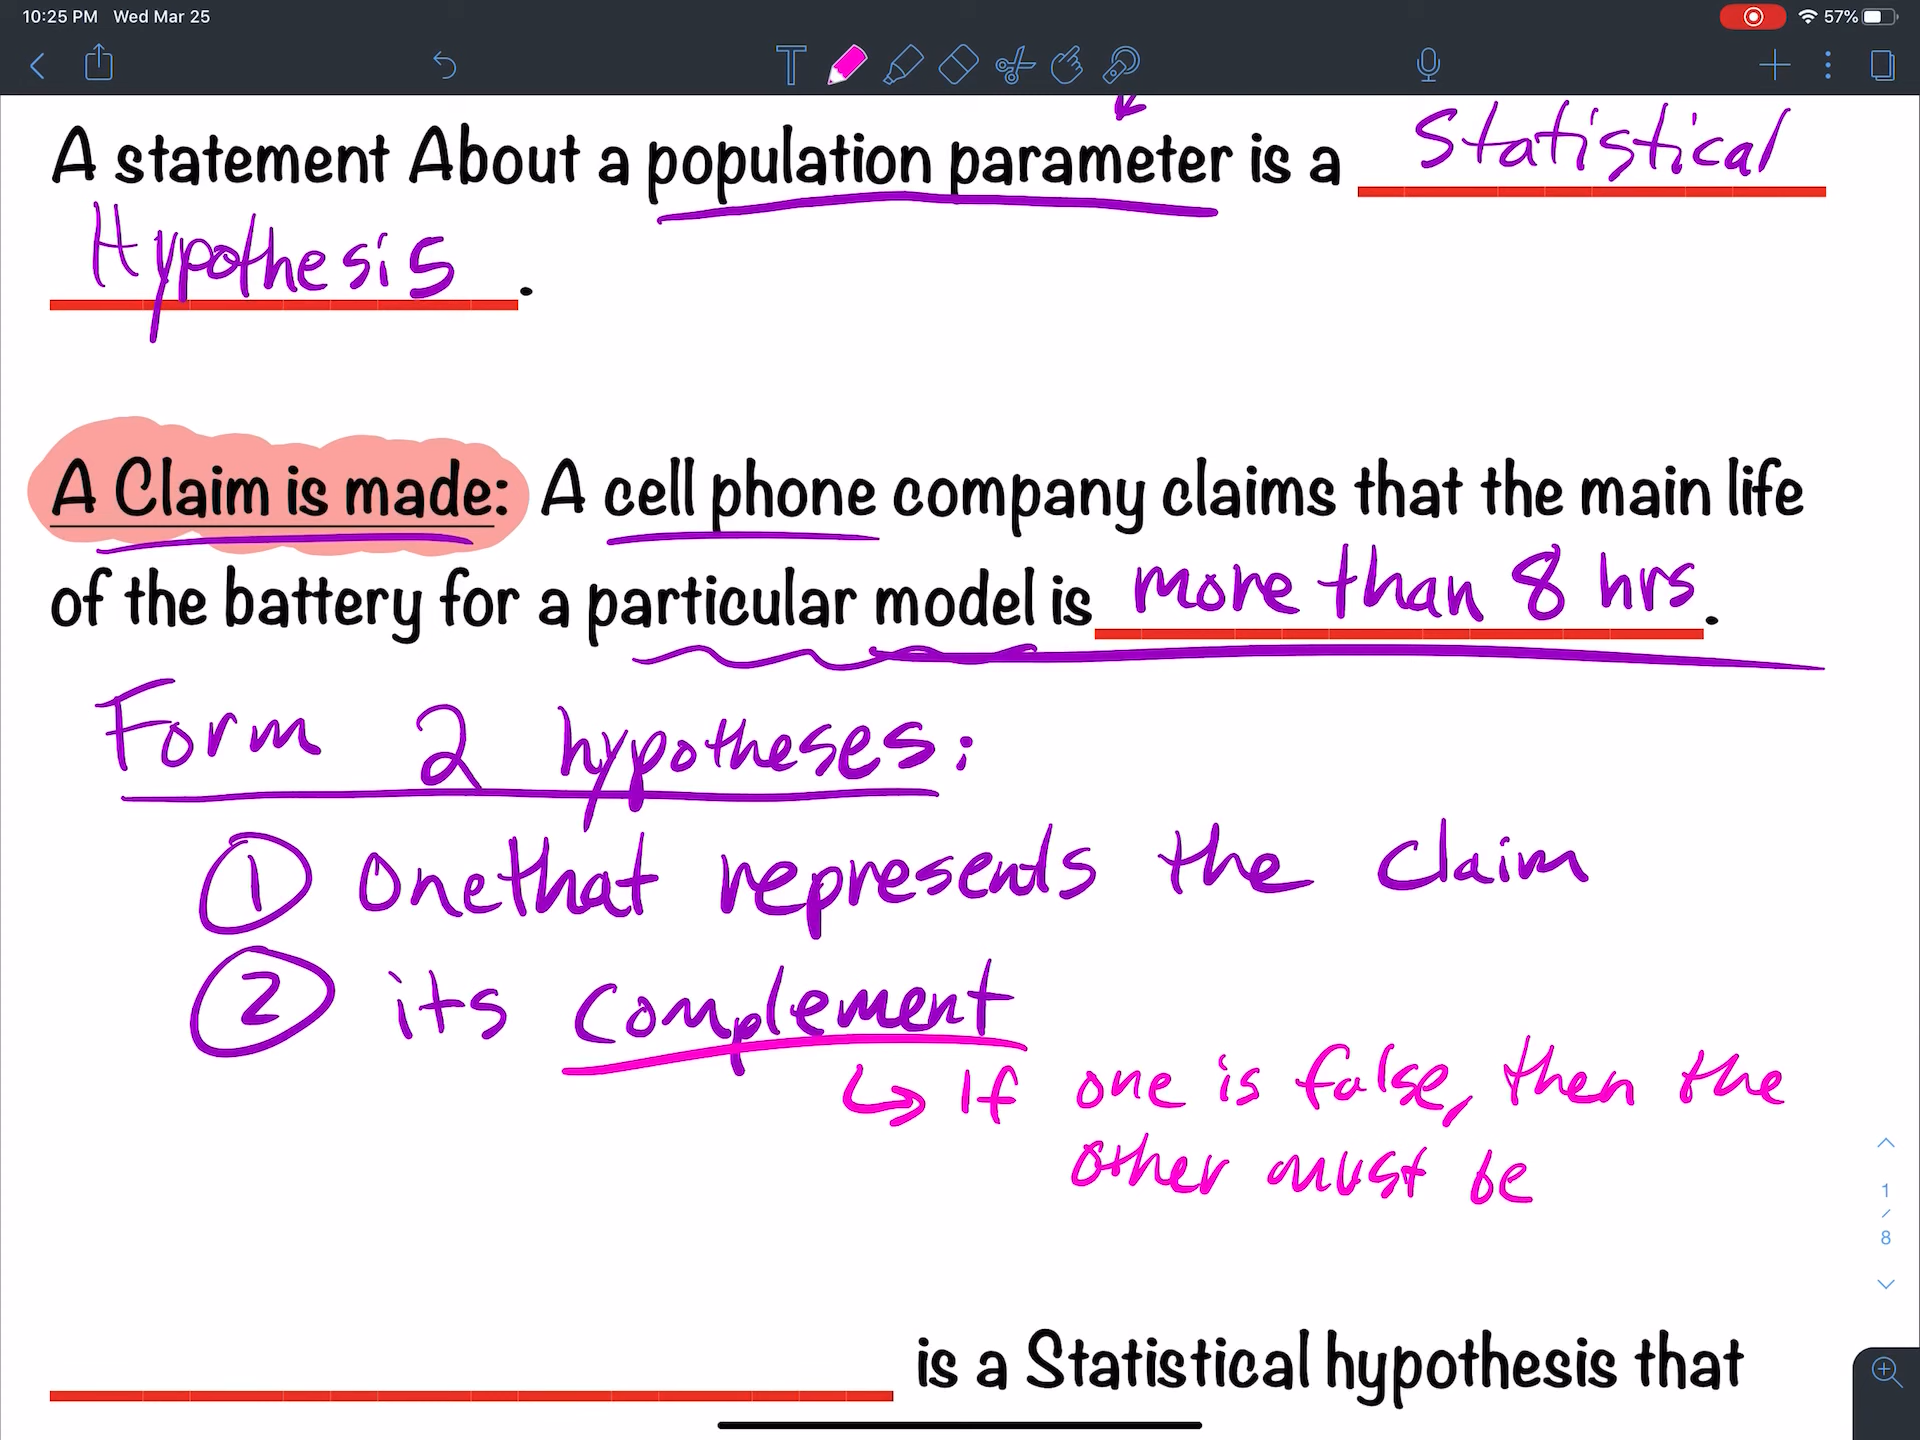 10:25 PM Wed Mar 25
57%
A statement About a population parameter is a Statistical
Hypothesis.
A Claim is made: A cell phone company claims that the main life
of the battery for a particular model is more than 8 hrs.
Form 2 hypotheses:
1 One that represents the claim
2 its complement
↳ If one is false, then the
other must be
1
/
8
is a Statistical hypothesis that